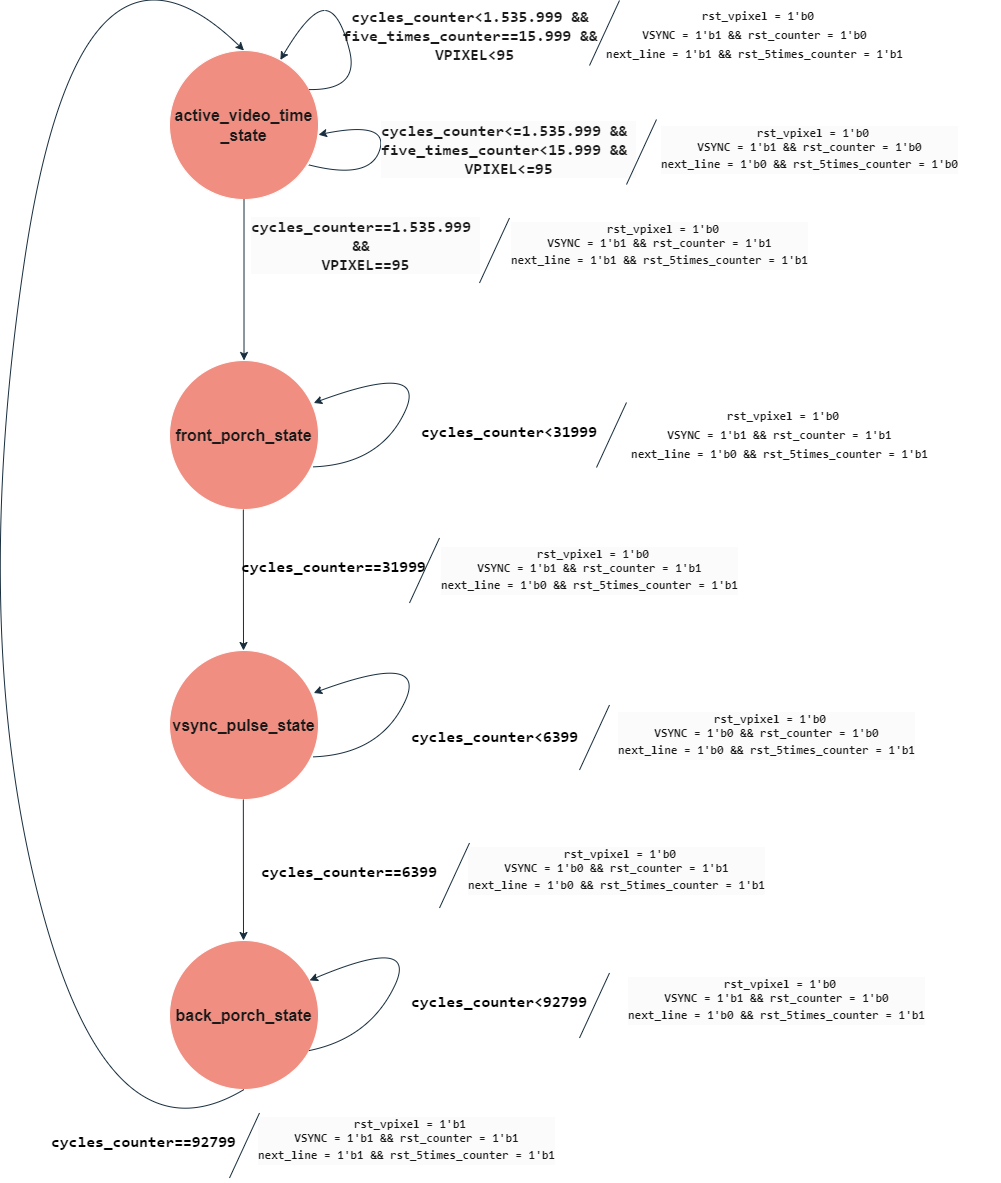 cycles_counter<1.535.999 &&
five_times_counter==15.999 &&
VPIXEL<95
rst_vpixel = 1'b0
VSYNC = 1'b1 && rst_counter = 1'b0
next_line = 1'b1 && rst_5times_counter = 1'b1
active_video_time
_state
cycles_counter<=1.535.999 &&
five_times_counter<15.999 &&
VPIXEL<=95
rst_vpixel = 1'b0
VSYNC = 1'b1 && rst_counter = 1'b0
next_line = 1'b0 && rst_5times_counter = 1'b0
cycles_counter==1.535.999
&&
VPIXEL==95
rst_vpixel = 1'b0
VSYNC = 1'b1 && rst_counter = 1'b1
next_line = 1'b1 && rst_5times_counter = 1'b1
front_porch_state
cycles_counter<31999
rst_vpixel = 1'b0
VSYNC = 1'b1 && rst_counter = 1'b1
next_line = 1'b0 && rst_5times_counter = 1'b1
cycles_counter==31999
rst_vpixel = 1'b0
VSYNC = 1'b1 && rst_counter = 1'b1
next_line = 1'b0 && rst_5times_counter = 1'b1
vsync_pulse_state
cycles_counter<6399
rst_vpixel = 1'b0
VSYNC = 1'b0 && rst_counter = 1'b0
next_line = 1'b0 && rst_5times_counter = 1'b1
cycles_counter==6399
rst_vpixel = 1'b0
VSYNC = 1'b0 && rst_counter = 1'b1
next_line = 1'b0 && rst_5times_counter = 1'b1
back_porch_state
cycles_counter<92799
rst_vpixel = 1'b0
VSYNC = 1'b1 && rst_counter = 1'b0
next_line = 1'b0 && rst_5times_counter = 1'b1
cycles_counter==92799
rst_vpixel = 1'b1
VSYNC = 1'b1 && rst_counter = 1'b1
next_line = 1'b1 && rst_5times_counter = 1'b1